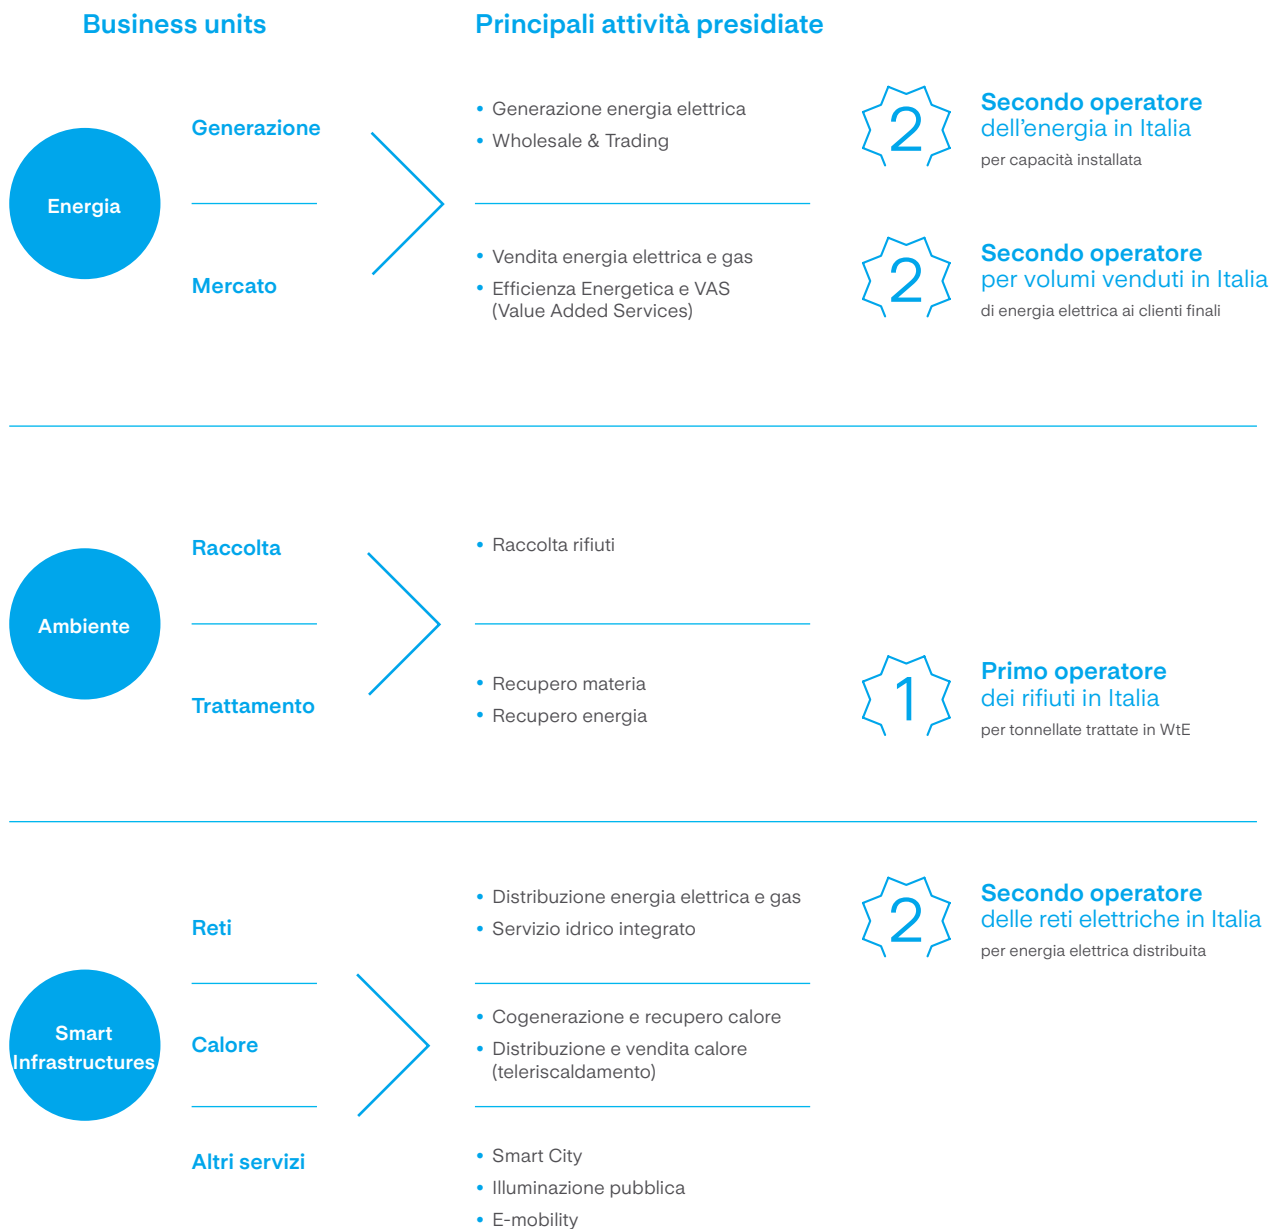 Business units
Principali attività presidiate
Energia
Generazione
• Generazione energia elettrica
• Wholesale & Trading
2
Secondo operatore
dell'energia in Italia
per capacità installata
Mercato
• Vendita energia elettrica e gas
• Efficienza Energetica e VAS
(Value Added Services)
2
Secondo operatore
per volumi venduti in Italia
di energia elettrica ai clienti finali
Ambiente
Raccolta
• Raccolta rifiuti
Trattamento
• Recupero materia
• Recupero energia
1
Primo operatore
dei rifiuti in Italia
per tonnellate trattate in WtE
Smart
Infrastructures
Reti
• Distribuzione energia elettrica e gas
• Servizio idrico integrato
2
Secondo operatore
delle reti elettriche in Italia
per energia elettrica distribuita
Calore
• Cogenerazione e recupero calore
• Distribuzione e vendita calore
(teleriscaldamento)
Altri servizi
• Smart City
• Illuminazione pubblica
• E-mobility